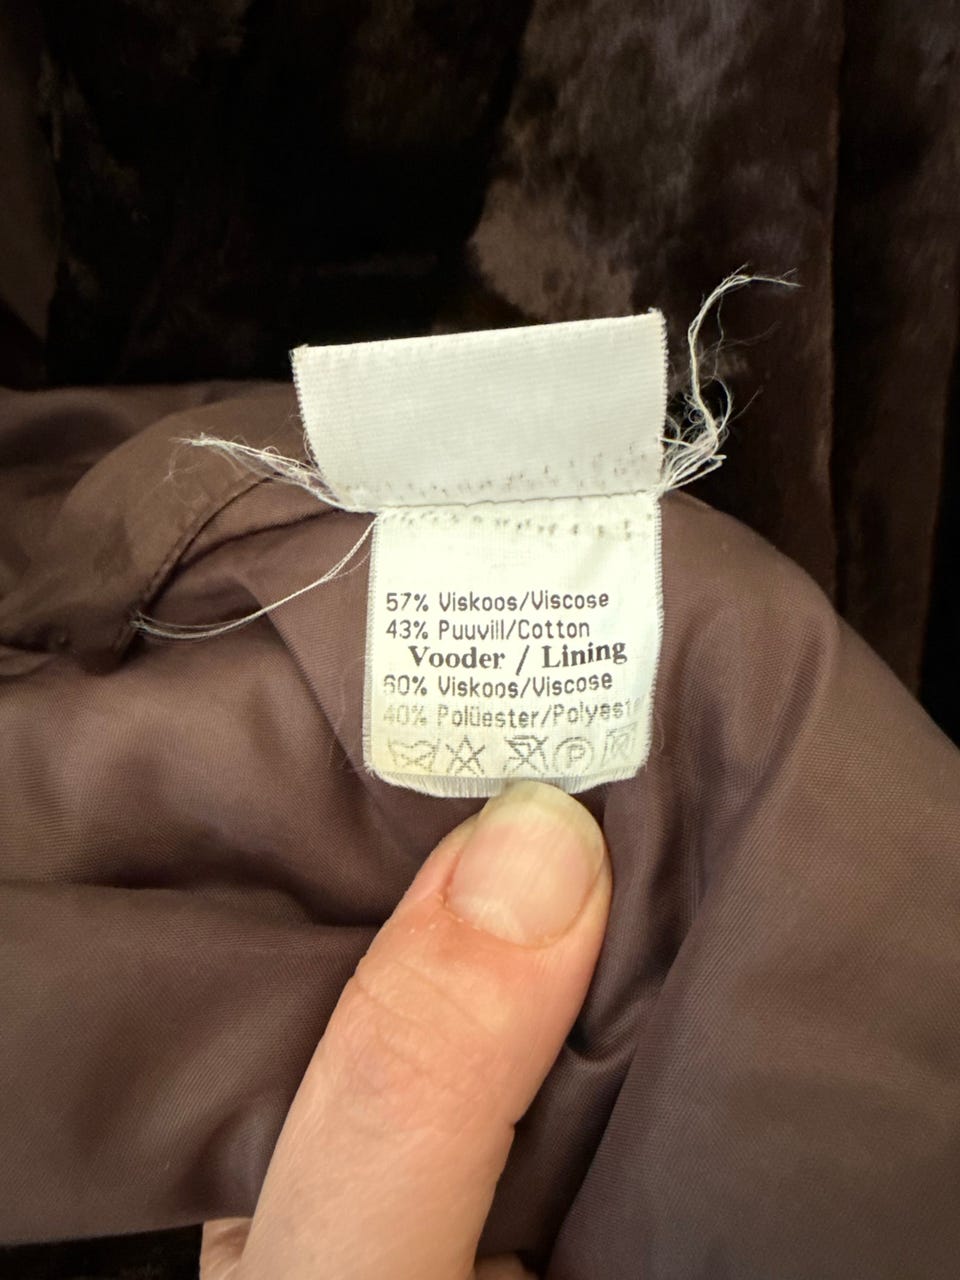 57% Viskoos/Viscose
43% Puuvill/Cotton
Vooder / Lining
60% Viskoos/Viscose
40% Polüester/Polyester
P